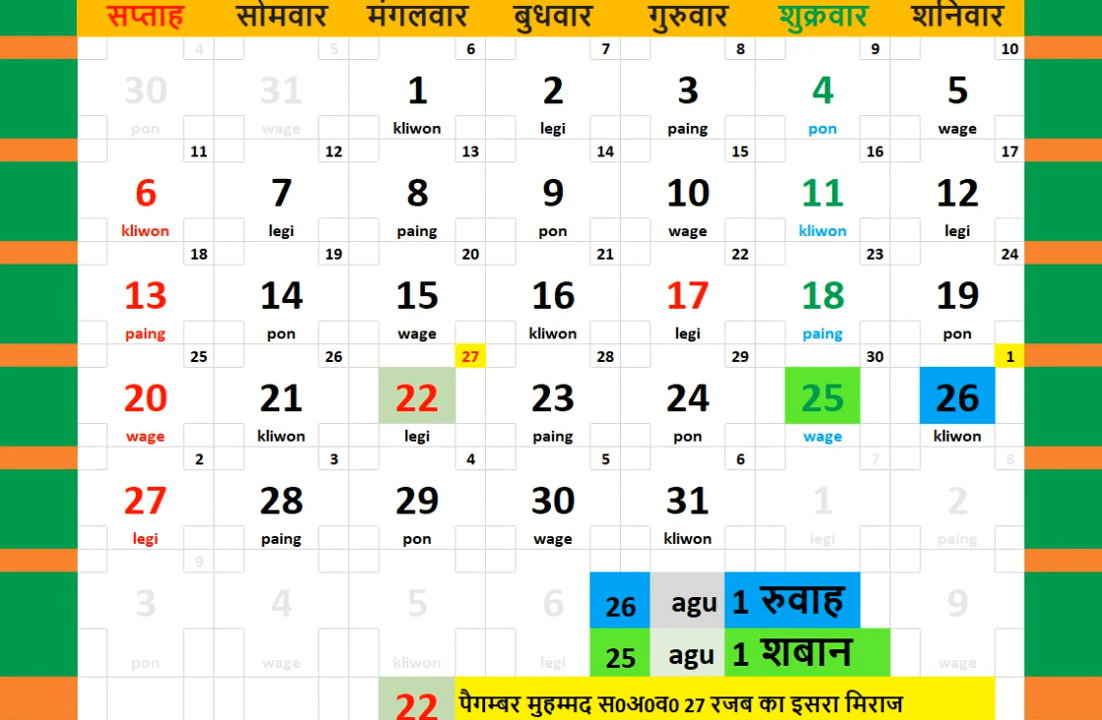 सप्ताह सोमवार मंगलवार बुधवार गुरुवार शुक्रवार शनिवार
4 5 6 7 8 9 10
30 31 1 2 3 4 5
pon wage kliwon legi paing pon wage
11 12 13 14 15 16 17
6 7 8 9 10 11 12
kliwon legi paing pon wage kliwon legi
18 19 20 21 22 23 24
13 14 15 16 17 18 19
paing pon wage kliwon legi paing pon
25 26 27 28 29 30 1
20 21 22 23 24 25 26
wage kliwon legi paing pon wage kliwon
2 3 4 5 6 7 8
27 28 29 30 31 1 2
legi paing pon wage kliwon legi paing
9
3 4 5 6 26 agu 1 रुवाह 9
pon wage kliwon legi 25 agu 1 शबान wage
22 पैगम्बर मुहम्मद स0अ0व0 27 रजब का इसरा मिराज